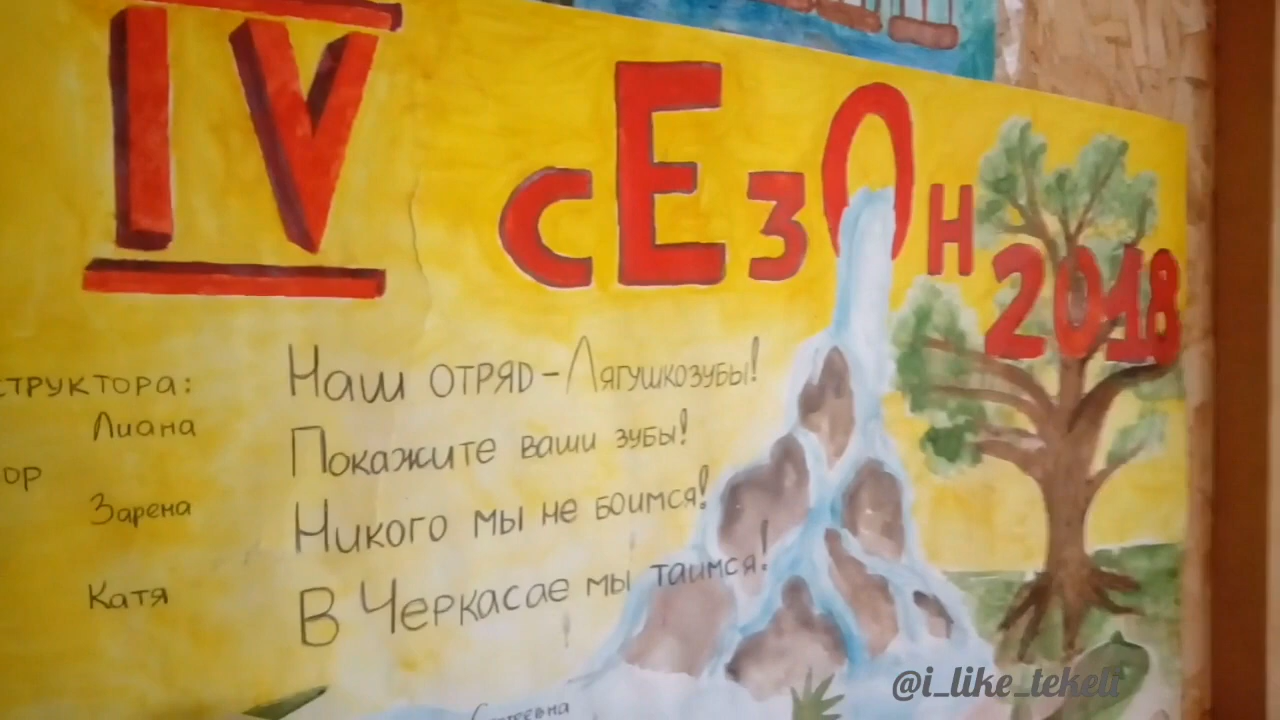 IV сЕзОн 2018
структора:
Лиана
ор
Зарена
Катя
Наш ОТРЯД - Лягушкозубы!
Покажите ваши зубы!
Никого мы не боимся!
В Черкасае мы таимся!
@i_like_tekeli